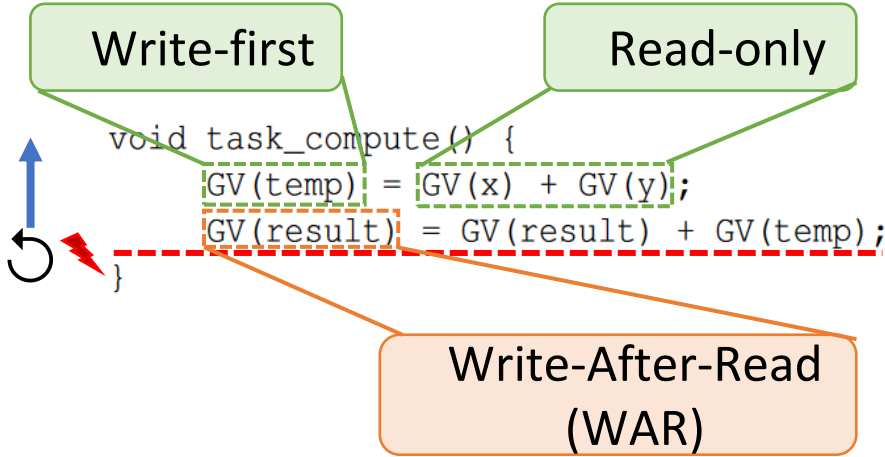 Write-first
Read-only
void task_compute() {
GV(temp) = GV(x) + GV(y);
GV(result) = GV(result) + GV(temp);
}
Write-After-Read
(WAR)